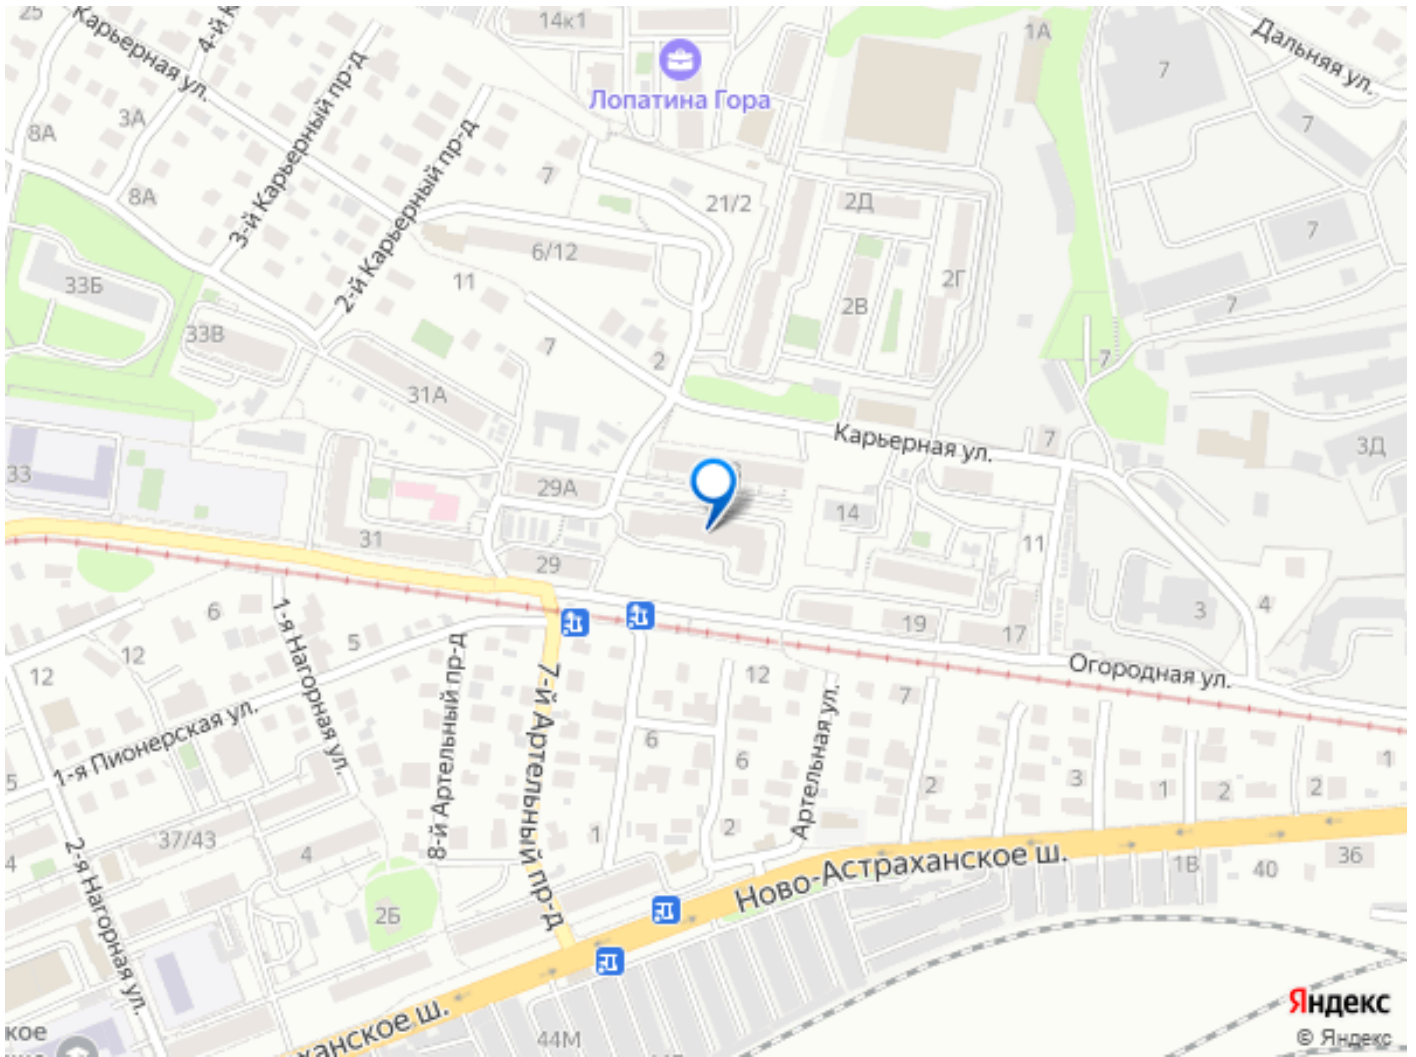 25
Карьерная ул.
4-й К
14к1
Лопатина Гора
1А
Дальняя ул.
7
7
8А
3А
3-й Карьерный пр-д
2-й Карьерный пр-д
7
8А
21/2
2Д
7
33Б
6/12
11
2Г
2В
7
33В
7
2
7
31А
Карьерная ул.
7
3Д
33
29А
14
31
11
29
3
4
6
1-я Нагорная ул.
5
19
17
12
12
8-й Артельный пр-д
7-й Артельный пр-д
12
Огородная ул.
7
1-я Пионерская ул.
6
6
Артельная ул.
2
3
1
2
2
1
5
37/43
4
4
1
2
2-я Нагорная ул.
Ново-Астраханское ш.
1В
40
36
2Б
ское
аханское ш.
44М
Яндекс
© Яндекс